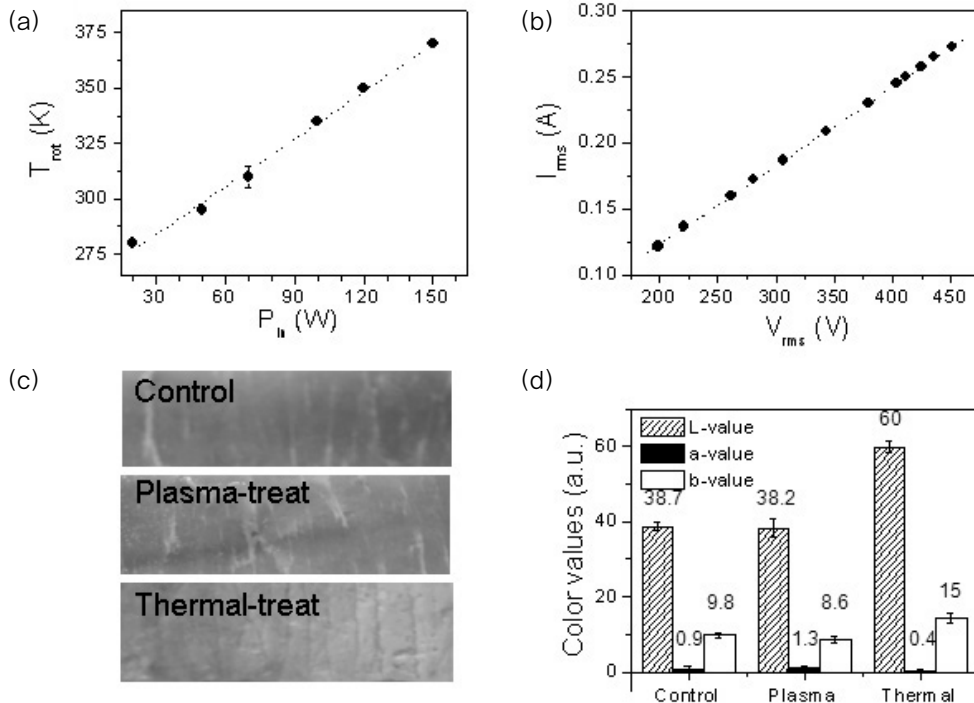 (a)
375
350
325
300
275
T_rot (K)
30 60 90 120 150
P_in (W)
(b)
0.30
0.25
0.20
0.15
0.10
I_rms (A)
200 250 300 350 400 450
V_rms (V)
(c)
Control
Plasma-treat
Thermal-treat
(d)
L-value
a-value
b-value
60
40
20
0
Color values (a.u.)
38.7 38.2 60
0.9 9.8 1.3 8.6 0.4 15
Control Plasma Thermal